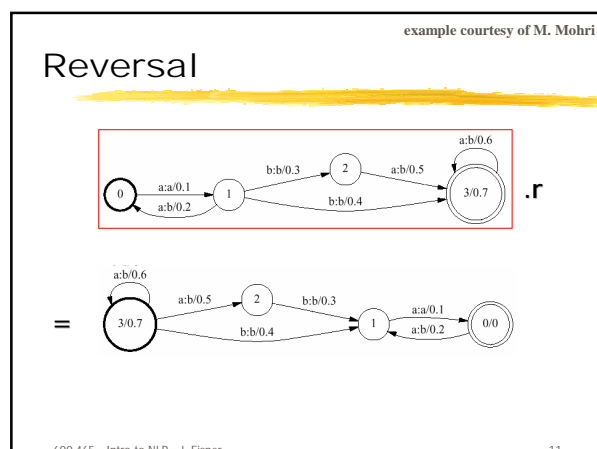 example courtesy of M. Mohri
Reversal
a:b/0.6
b:b/0.3
2
a:b/0.5
0
a:a/0.1
1
3/0.7
.r
a:b/0.2
b:b/0.4
a:b/0.6
a:b/0.5
2
b:b/0.3
a:a/0.1
=
3/0.7
1
0/0
b:b/0.4
a:b/0.2
11